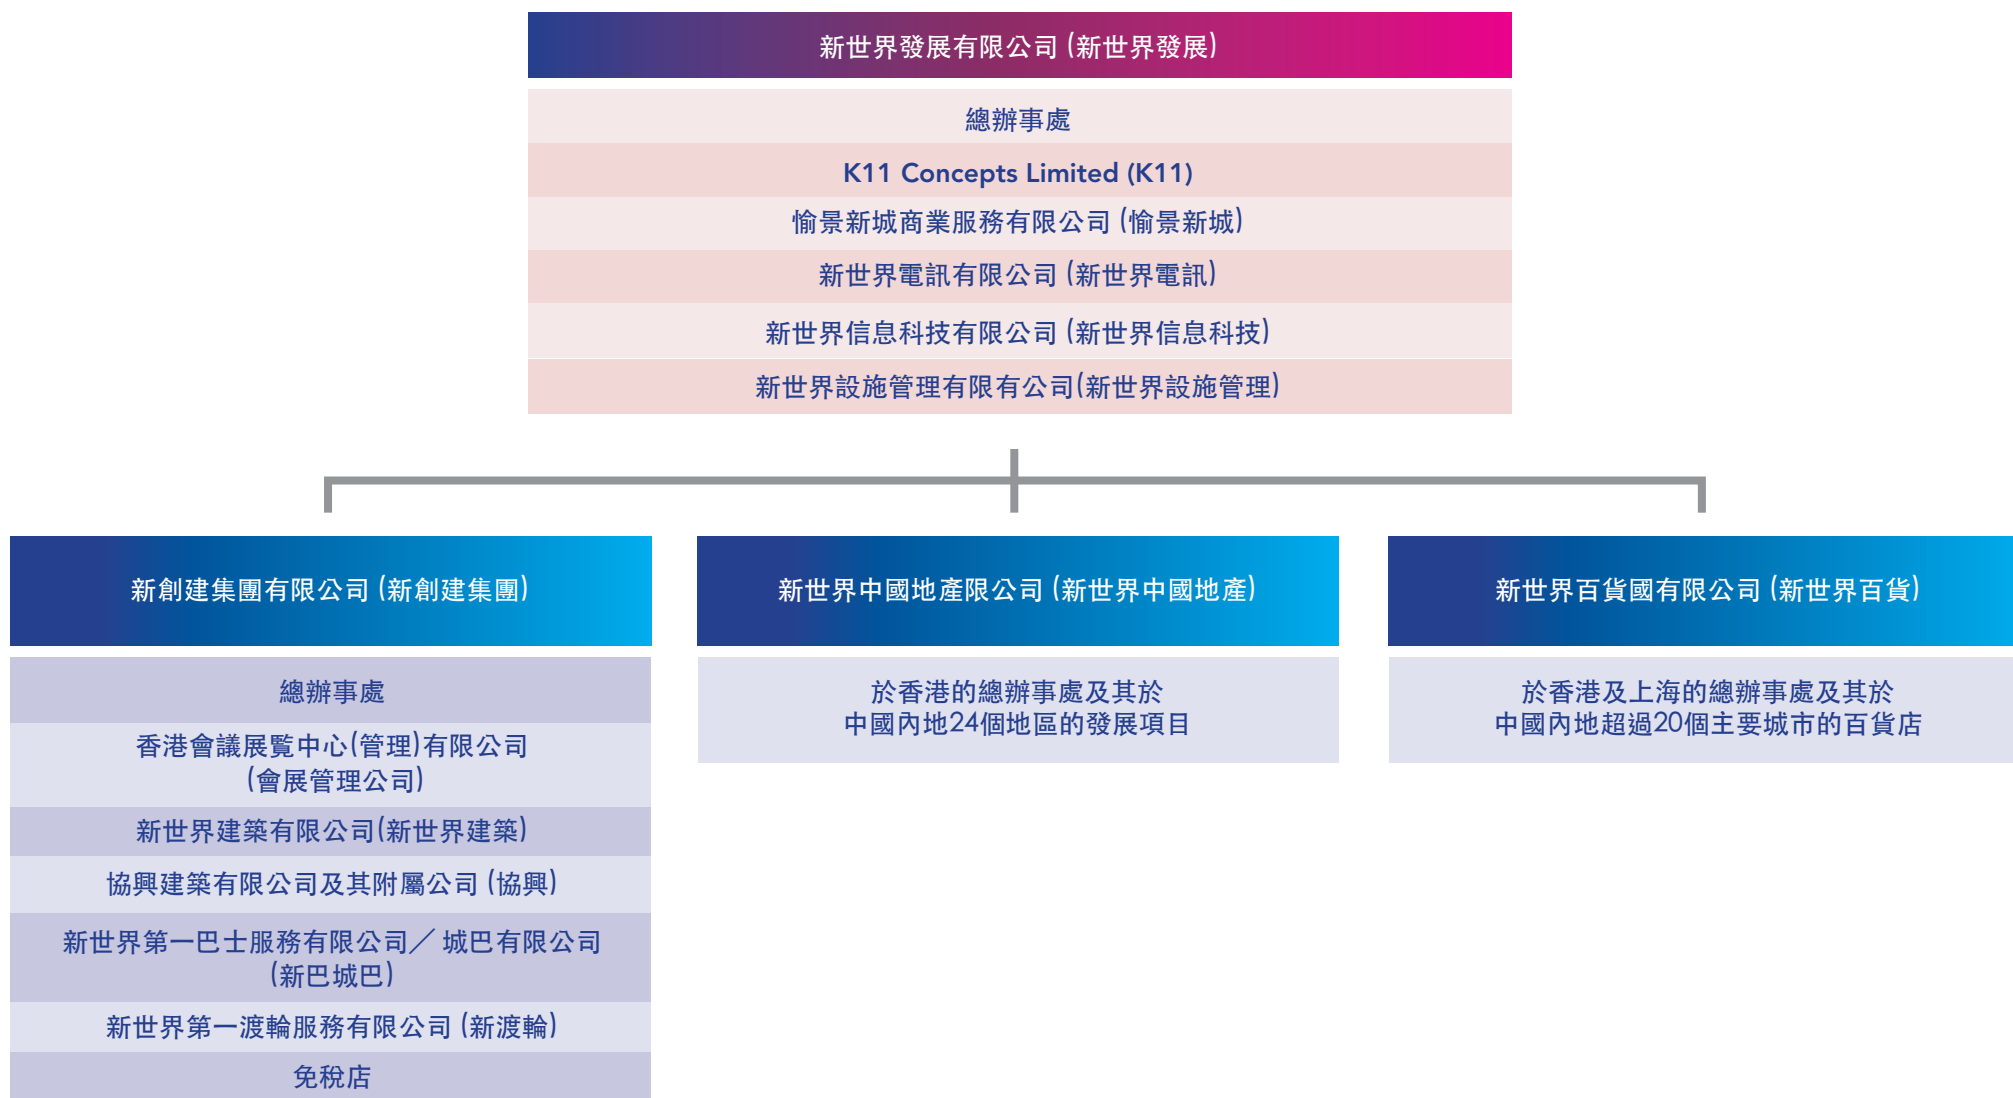 新世界發展有限公司 (新世界發展)
總辦事處
K11 Concepts Limited (K11)
愉景新城商業服務有限公司 (愉景新城)
新世界電訊有限公司 (新世界電訊)
新世界信息科技有限公司 (新世界信息科技)
新世界設施管理有限有公司(新世界設施管理)
新創建集團有限公司 (新創建集團)
總辦事處
香港會議展覽中心(管理)有限公司
(會展管理公司)
新世界建築有限公司(新世界建築)
協興建築有限公司及其附屬公司 (協興)
新世界第一巴士服務有限公司／ 城巴有限公司
(新巴城巴)
新世界第一渡輪服務有限公司 (新渡輪)
免稅店
新世界中國地產限公司 (新世界中國地產)
於香港的總辦事處及其於
中國內地24個地區的發展項目
新世界百貨國有限公司 (新世界百貨)
於香港及上海的總辦事處及其於
中國內地超過20個主要城市的百貨店